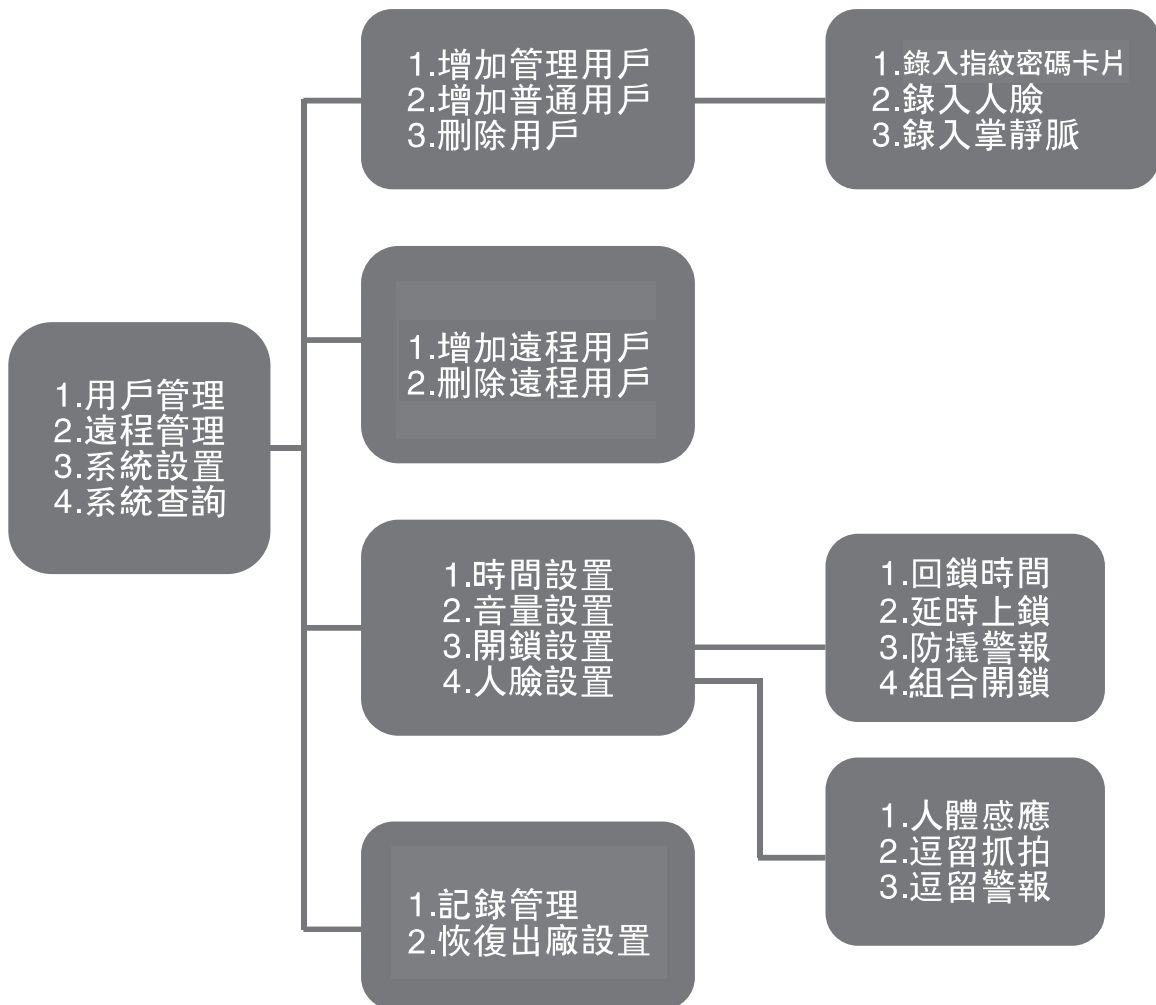 1.用戶管理
2.遠程管理
3.系統設置
4.系統查詢
1.增加管理用戶
2.增加普通用戶
3.刪除用戶
1.錄入指紋密碼卡片
2.錄入人臉
3.錄入掌靜脈
1.增加遠程用戶
2.刪除遠程用戶
1.時間設置
2.音量設置
3.開鎖設置
4.人臉設置
1.回鎖時間
2.延時上鎖
3.防撬警報
4.組合開鎖
1.人體感應
2.逗留抓拍
3.逗留警報
1.記錄管理
2.恢復出廠設置